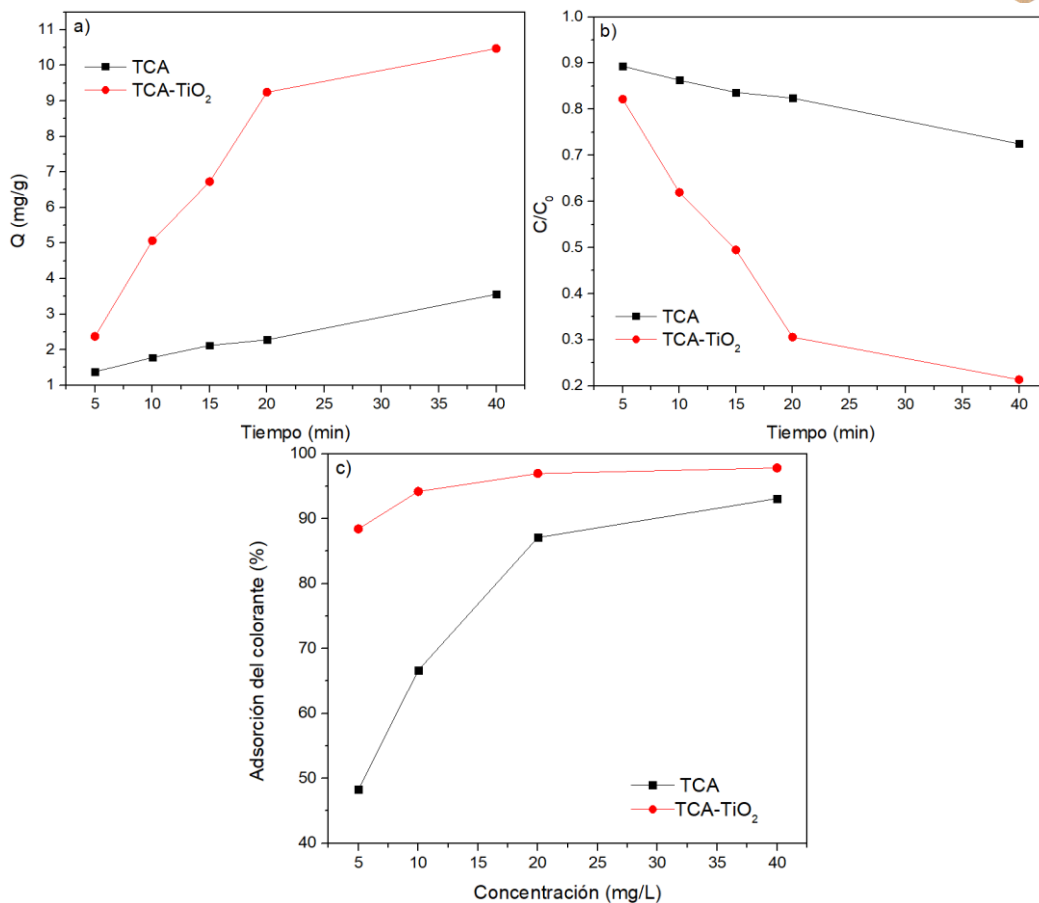 a)
TCA
TCA-TiO₂
11
10
9
8
7
6
5
4
3
2
1
Q (mg/g)
5 10 15 20 25 30 35 40
Tiempo (min)
b)
1.0
0.9
0.8
0.7
0.6
0.5
0.4
0.3
0.2
C/C₀
TCA
TCA-TiO₂
5 10 15 20 25 30 35 40
Tiempo (min)
c)
100
90
80
70
60
50
40
Adsorción del colorante (%)
TCA
TCA-TiO₂
5 10 15 20 25 30 35 40
Concentración (mg/L)